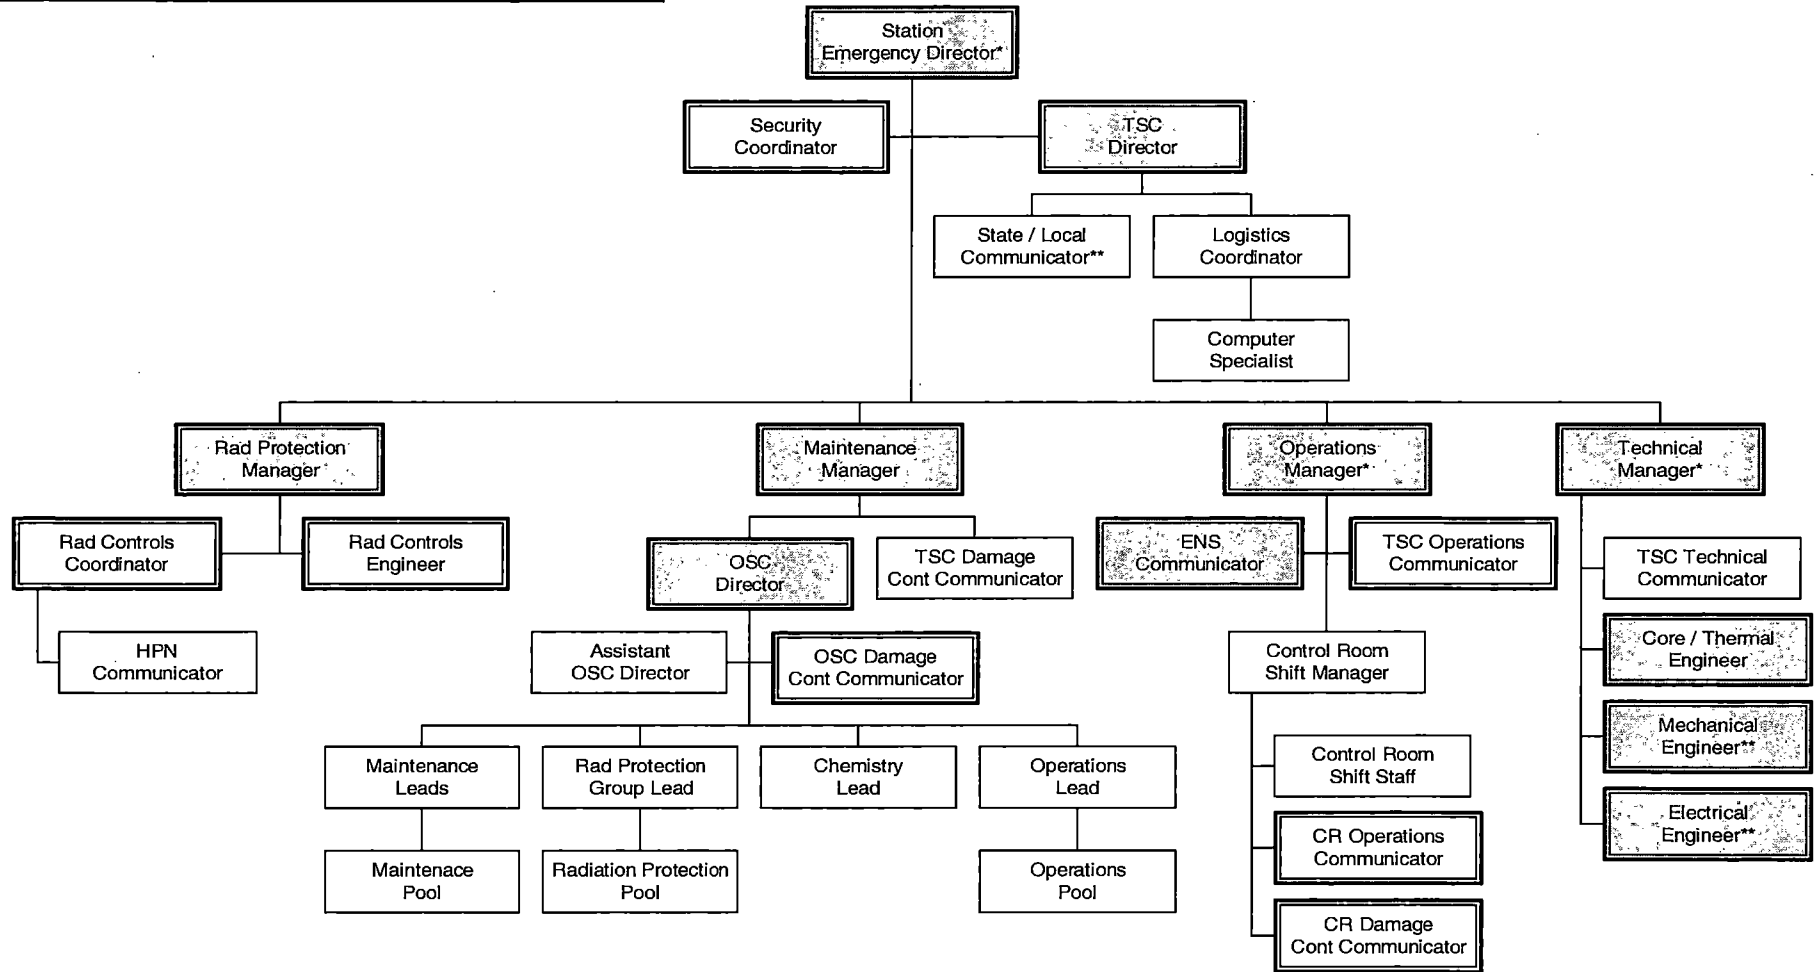 Station
Emergency Director*
Security
Coordinator
TSC
Director
State / Local
Communicator**
Logistics
Coordinator
Computer
Specialist
Rad Protection
Manager
Maintenance
Manager
Operations
Manager*
Technical
Manager*
Rad Controls
Coordinator
Rad Controls
Engineer
HPN
Communicator
OSC
Director
TSC Damage
Cont Communicator
Assistant
OSC Director
OSC Damage
Cont Communicator
Maintenance
Leads
Rad Protection
Group Lead
Chemistry
Lead
Operations
Lead
Maintenace
Pool
Radiation Protection
Pool
Operations
Pool
ENS
Communicator
TSC Operations
Communicator
Control Room
Shift Manager
Control Room
Shift Staff
CR Operations
Communicator
CR Damage
Cont Communicator
TSC Technical
Communicator
Core / Thermal
Engineer
Mechanical
Engineer**
Electrical
Engineer**